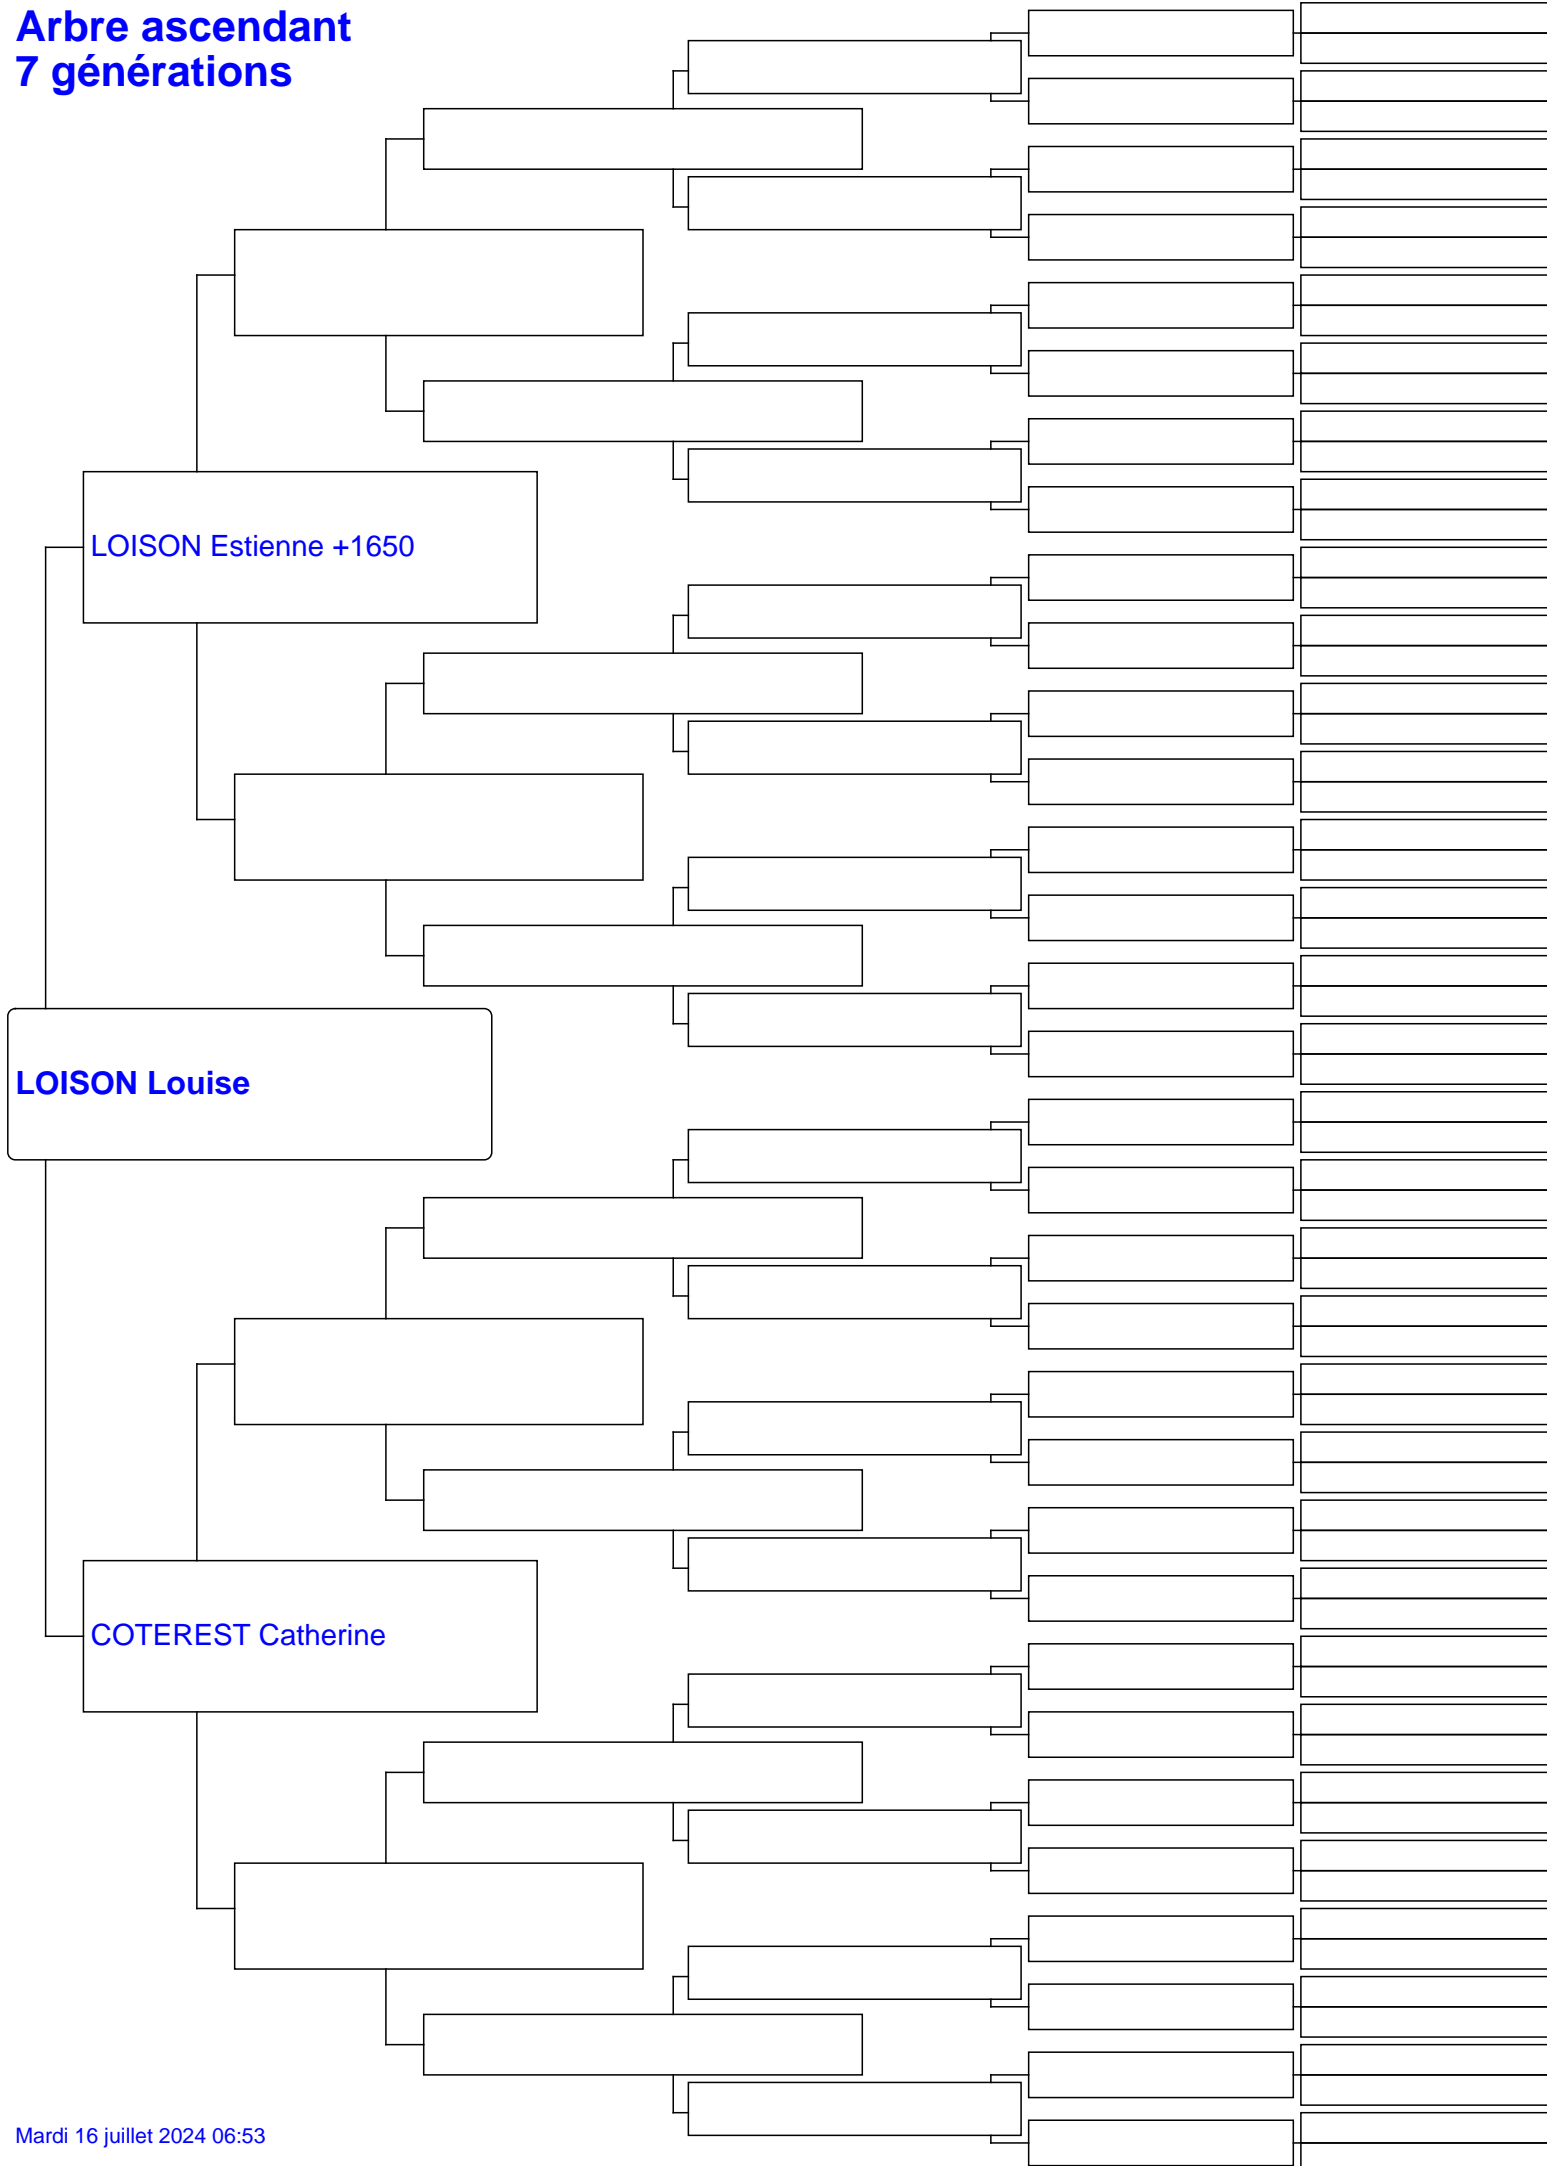 Arbre ascendant
7 générations
LOISON Estienne +1650
LOISON Louise
COTEREST Catherine
Mardi 16 juillet 2024 06:53